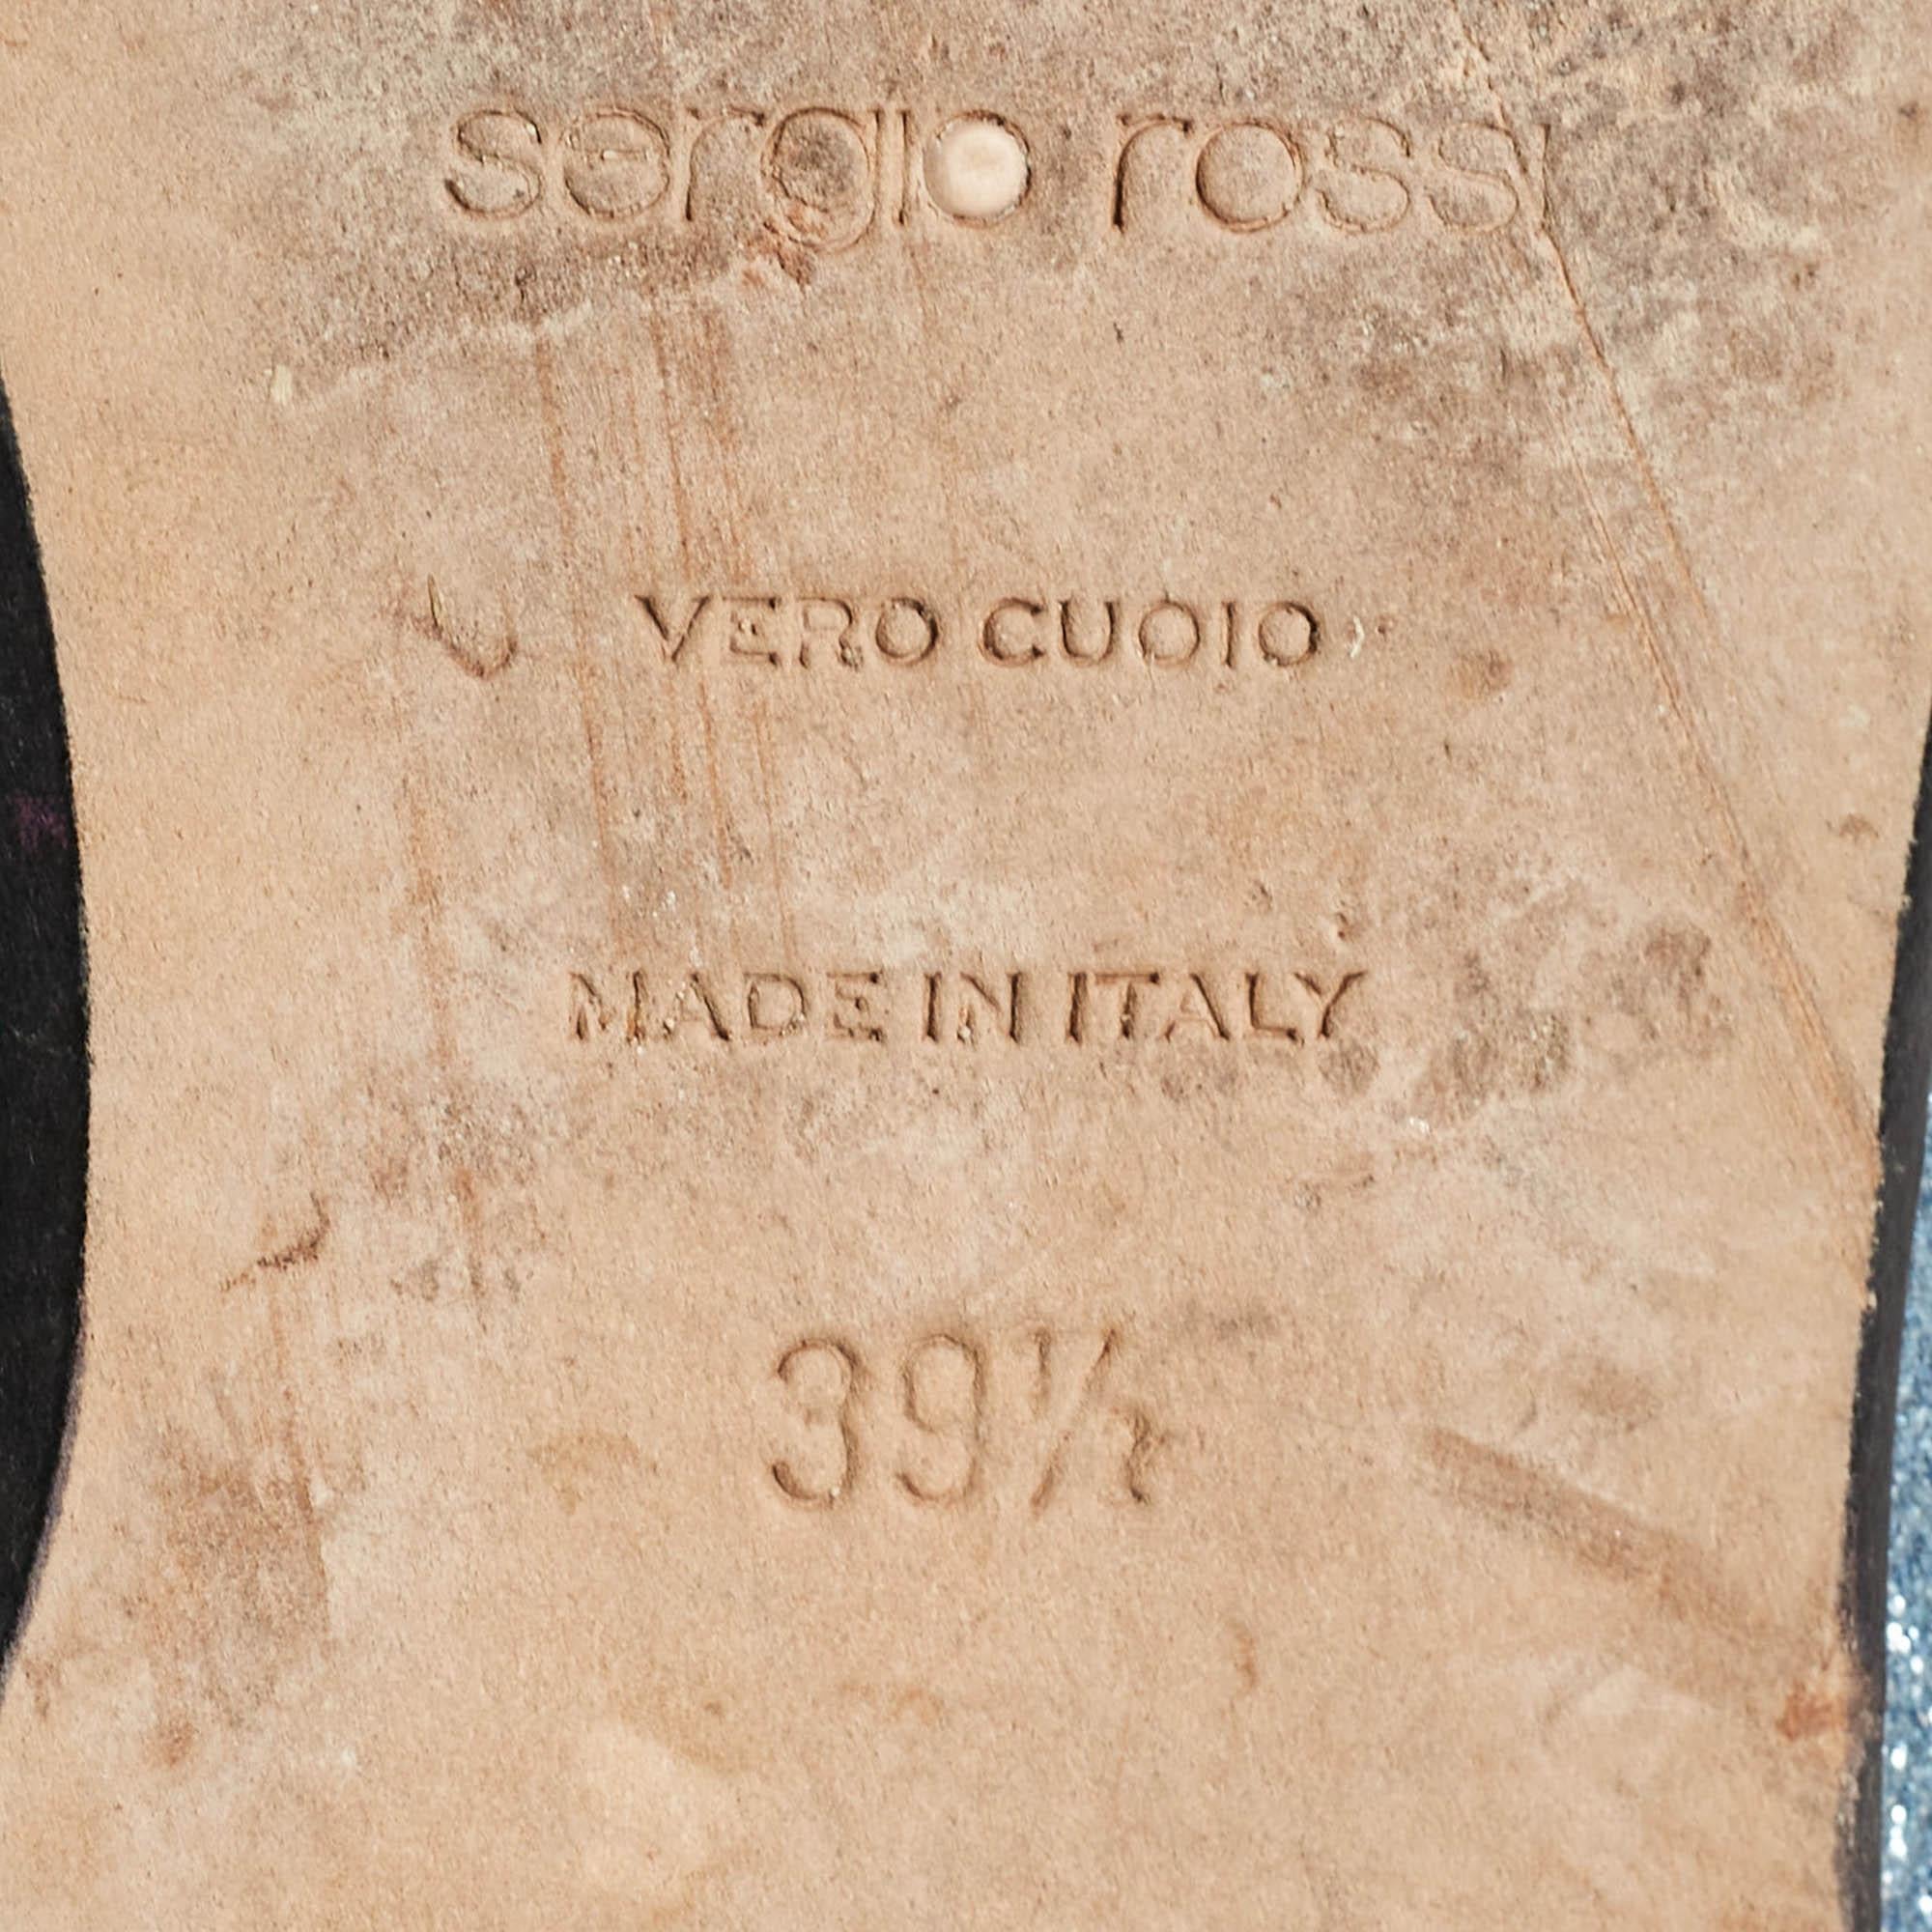 sergio rossi
VERO CUOIO
MADE IN ITALY
39½